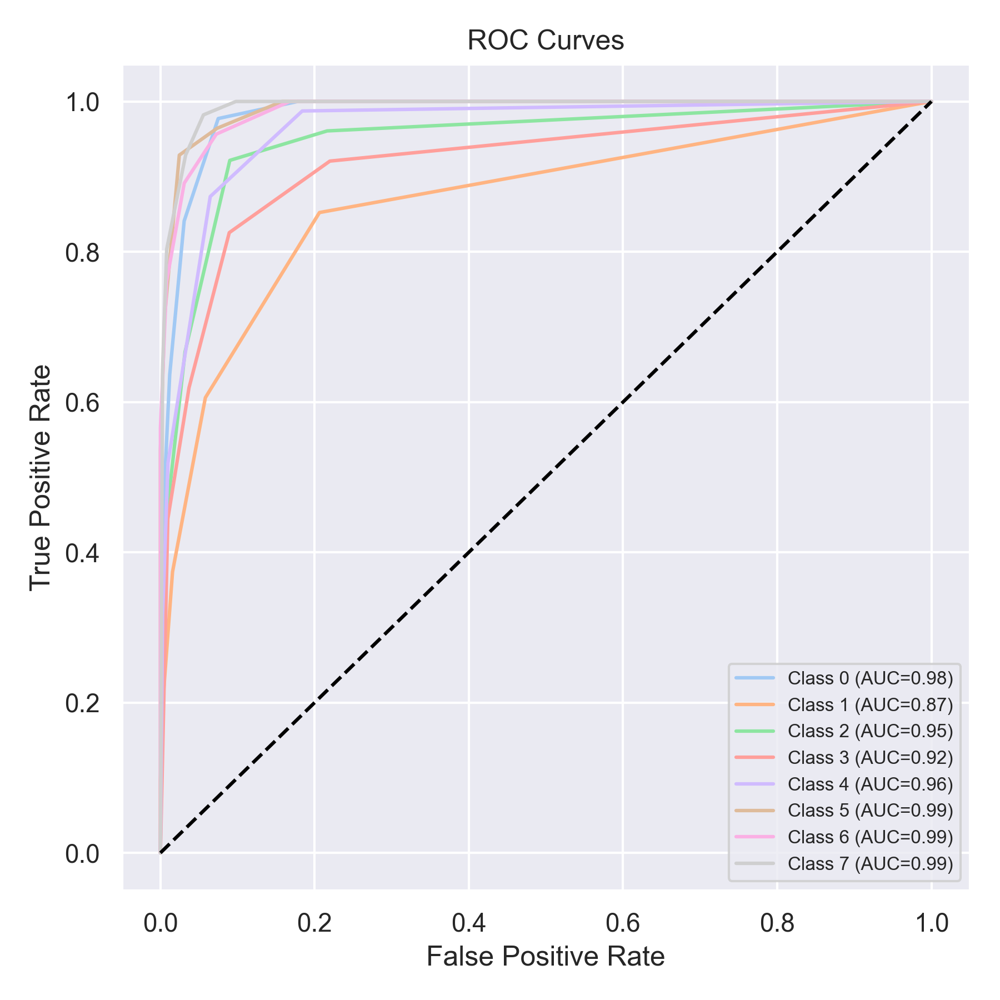 ROC Curves
1.0
0.8
0.6
0.4
0.2
0.0
True Positive Rate
Class 0 (AUC=0.98)
Class 1 (AUC=0.87)
Class 2 (AUC=0.95)
Class 3 (AUC=0.92)
Class 4 (AUC=0.96)
Class 5 (AUC=0.99)
Class 6 (AUC=0.99)
Class 7 (AUC=0.99)
0.0 0.2 0.4 0.6 0.8 1.0
False Positive Rate